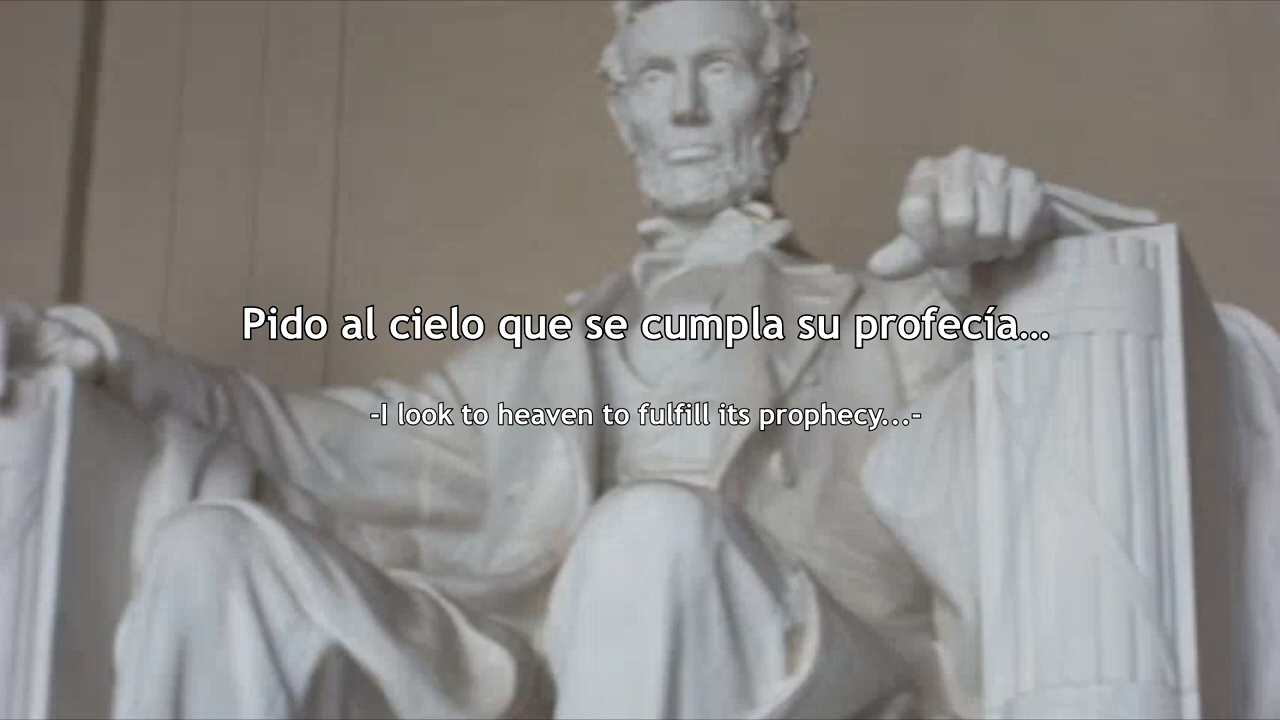 Pido al cielo que se cumpla su profecía...
-I look to heaven to fulfill its prophecy...-